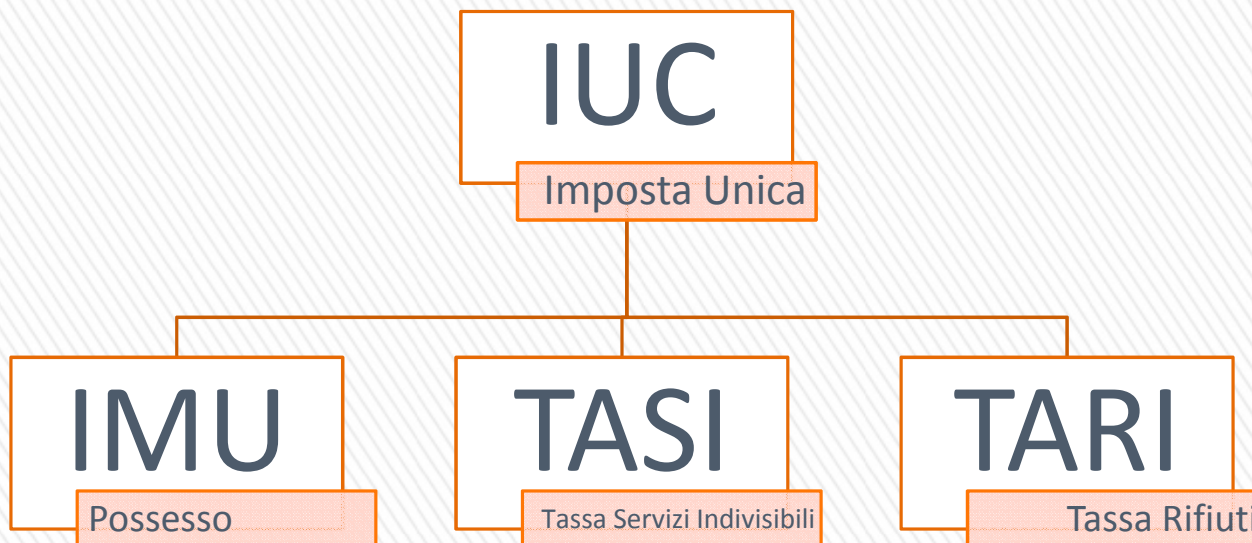 IUC
Imposta Unica
IMU
Possesso
TASI
Tassa Servizi Indivisibili
TARI
Tassa Rifiuti